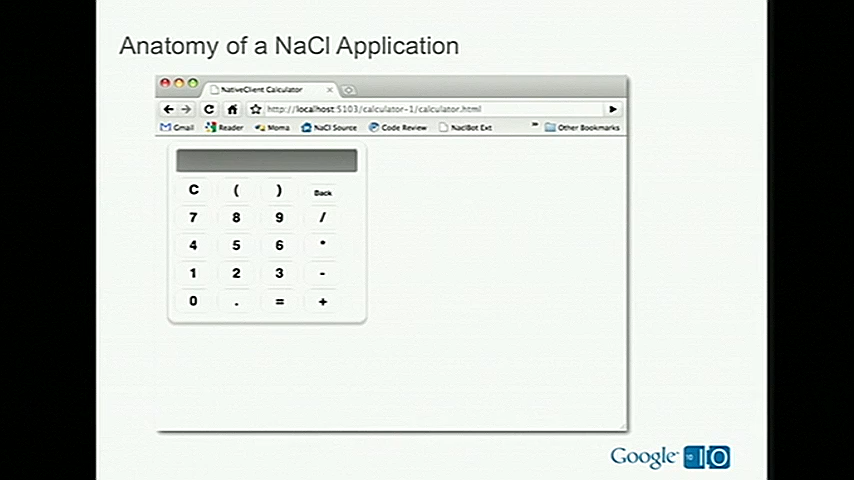 Anatomy of a NaCl Application
NativeClient Calculator
http://localhost:5103/calculator-1/calculator.html
Gmail Reader Moma NaCl Source Code Review NaclBot Ext » Other Bookmarks
C ( ) Back
7 8 9 /
4 5 6 *
1 2 3 -
0 . = +
Google 10 IO